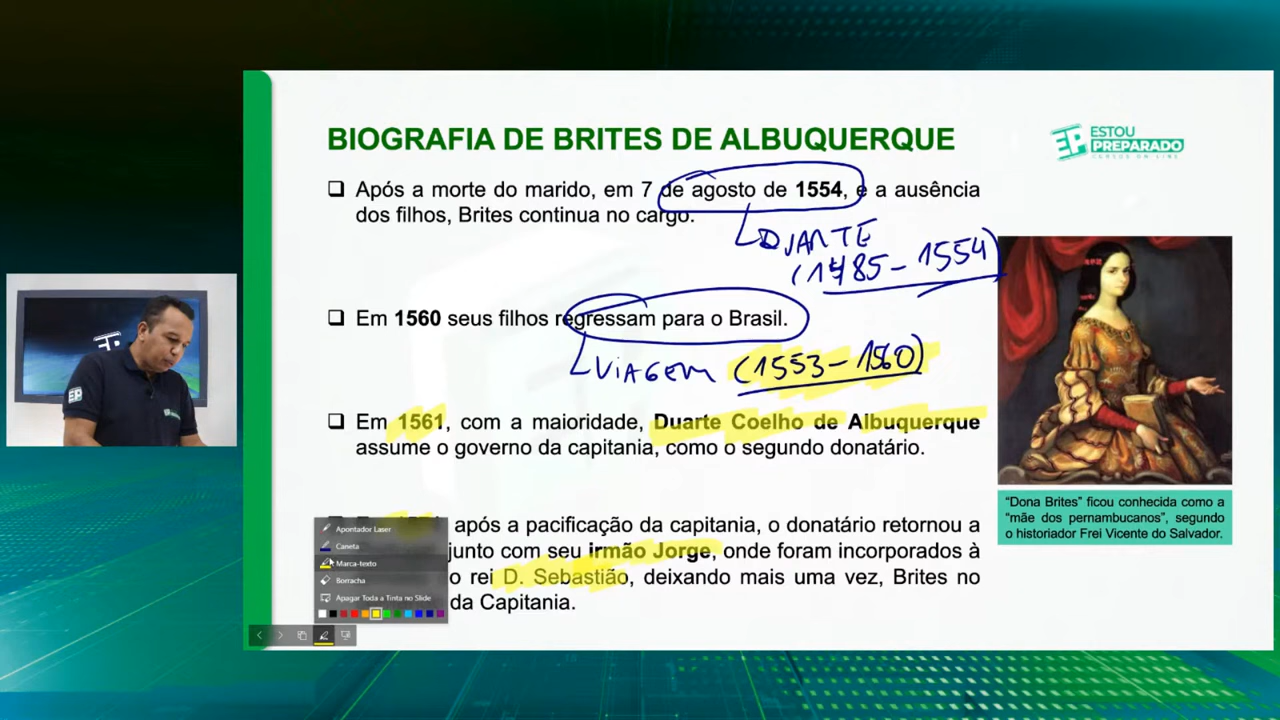 BIOGRAFIA DE BRITES DE ALBUQUERQUE
ESTOU
PREPARADO
CURSOS ON-LINE
EP
Após a morte do marido, em 7 de agosto de 1554, e a ausência
dos filhos, Brites continua no cargo.
DUARTE
(1485 – 1554)
Em 1560 seus filhos regressam para o Brasil.
VIAGEM (1553 – 1560)
Em 1561, com a maioridade, Duarte Coelho de Albuquerque
assume o governo da capitania, como o segundo donatário.
após a pacificação da capitania, o donatário retornou a
junto com seu irmão Jorge, onde foram incorporados à
o rei D. Sebastião, deixando mais uma vez, Brites no
da Capitania.
Apontador Laser
Caneta
Marca-texto
Borracha
Apagar Toda a Tinta no Slide
"Dona Brites" ficou conhecida como a
"mãe dos pernambucanos", segundo
o historiador Frei Vicente do Salvador.
EP